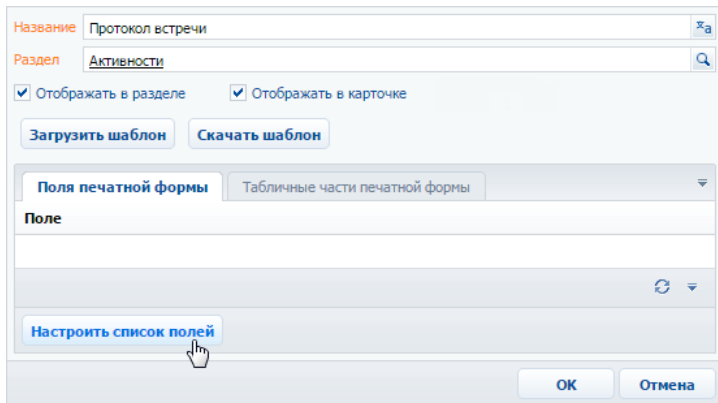 Название Протокол встречи
Раздел Активности
Отображать в разделе Отображать в карточке
Загрузить шаблон Скачать шаблон
Поля печатной формы Табличные части печатной формы
Поле
Настроить список полей
ОК Отмена